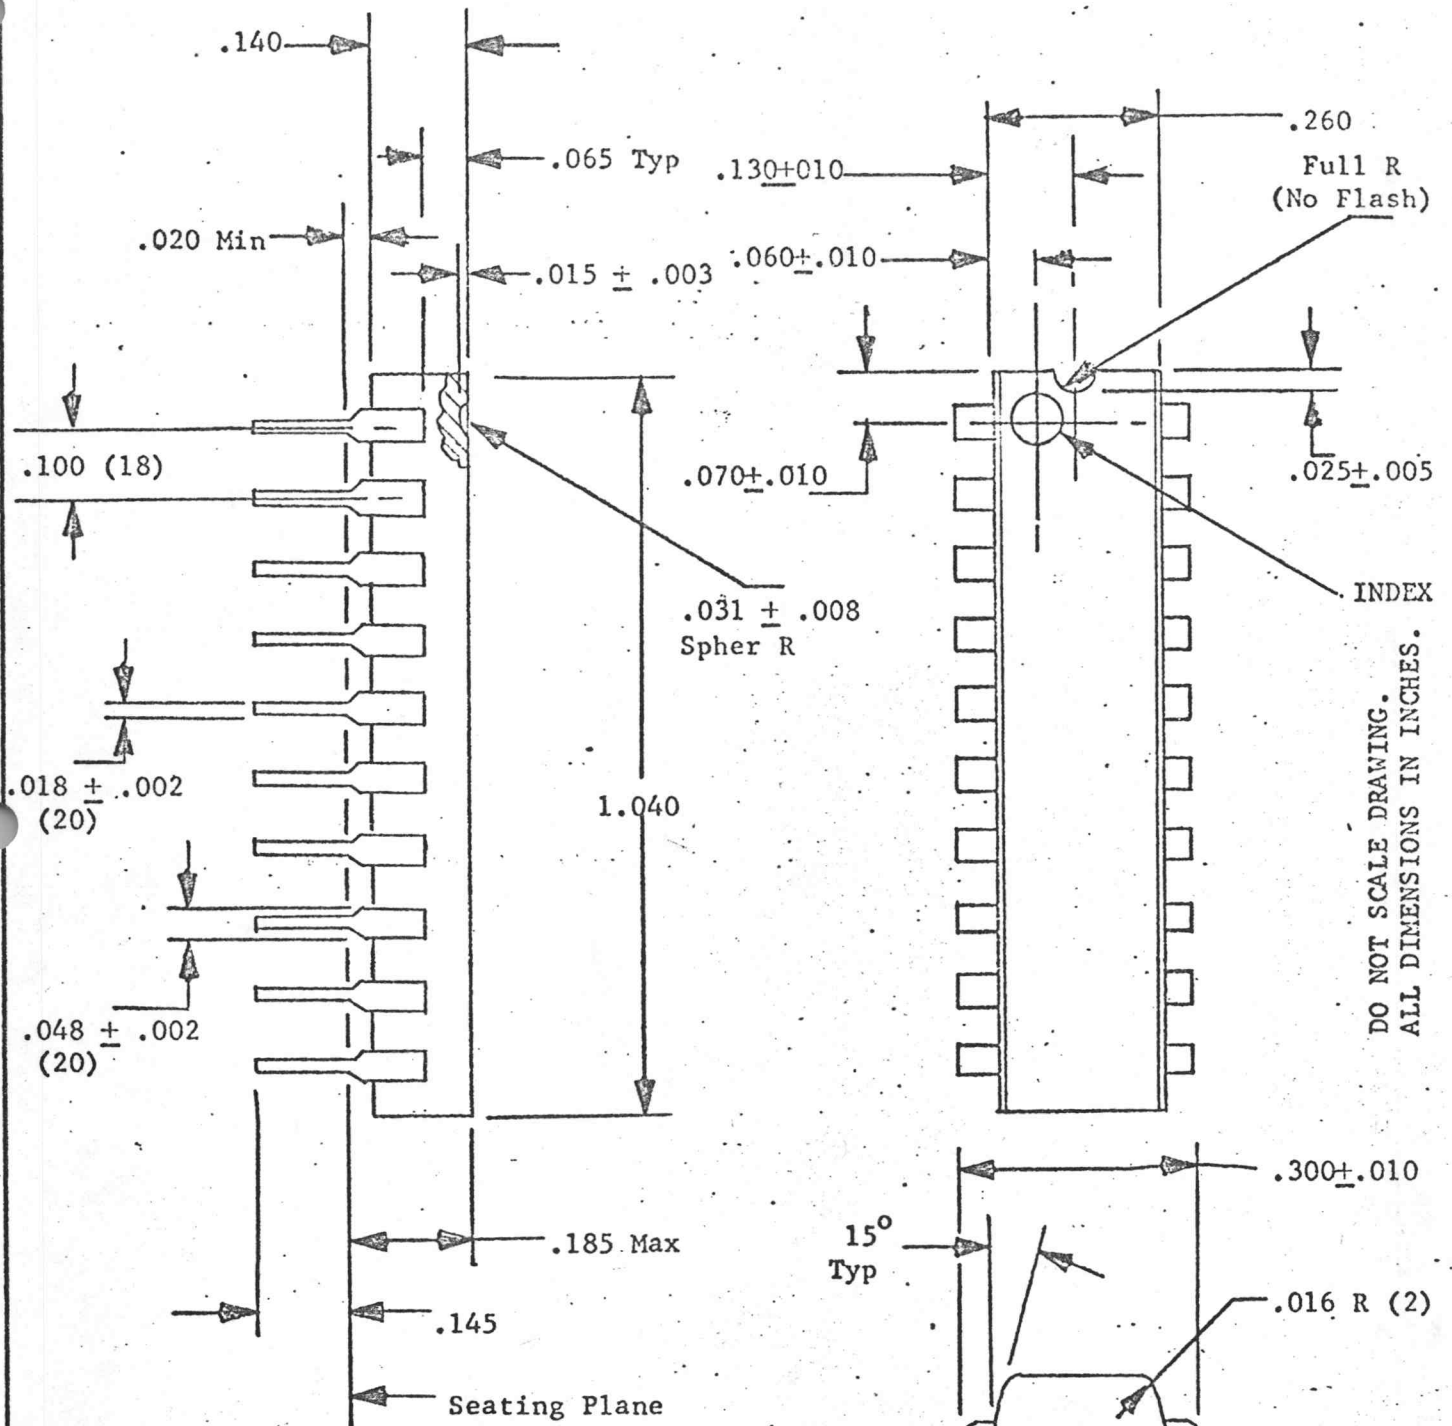 .140
.260
.065 Typ
.130±010
Full R
(No Flash)
.020 Min
.060±.010
.015 ± .003
.100 (18)
.070±.010
.025±.005
.031 ± .008
Spher R
INDEX
DO NOT SCALE DRAWING.
ALL DIMENSIONS IN INCHES.
.018 ± .002
(20)
1.040
.048 ± .002
(20)
.300±.010
.185 Max
15°
Typ
.145
.016 R (2)
Seating Plane